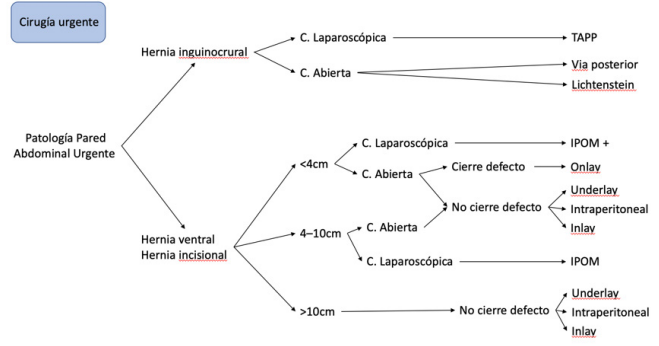 Cirugía urgente
Patología Pared
Abdominal Urgente
Hernia inguinocrural
C. Laparoscópica
TAPP
C. Abierta
Via posterior
Lichtenstein
Hernia ventral
Hernia incisional
<4cm
C. Laparoscópica
IPOM +
C. Abierta
Cierre defecto
Onlay
No cierre defecto
Underlay
Intraperitoneal
Inlay
4–10cm
C. Abierta
C. Laparoscópica
IPOM
>10cm
No cierre defecto
Underlay
Intraperitoneal
Inlay